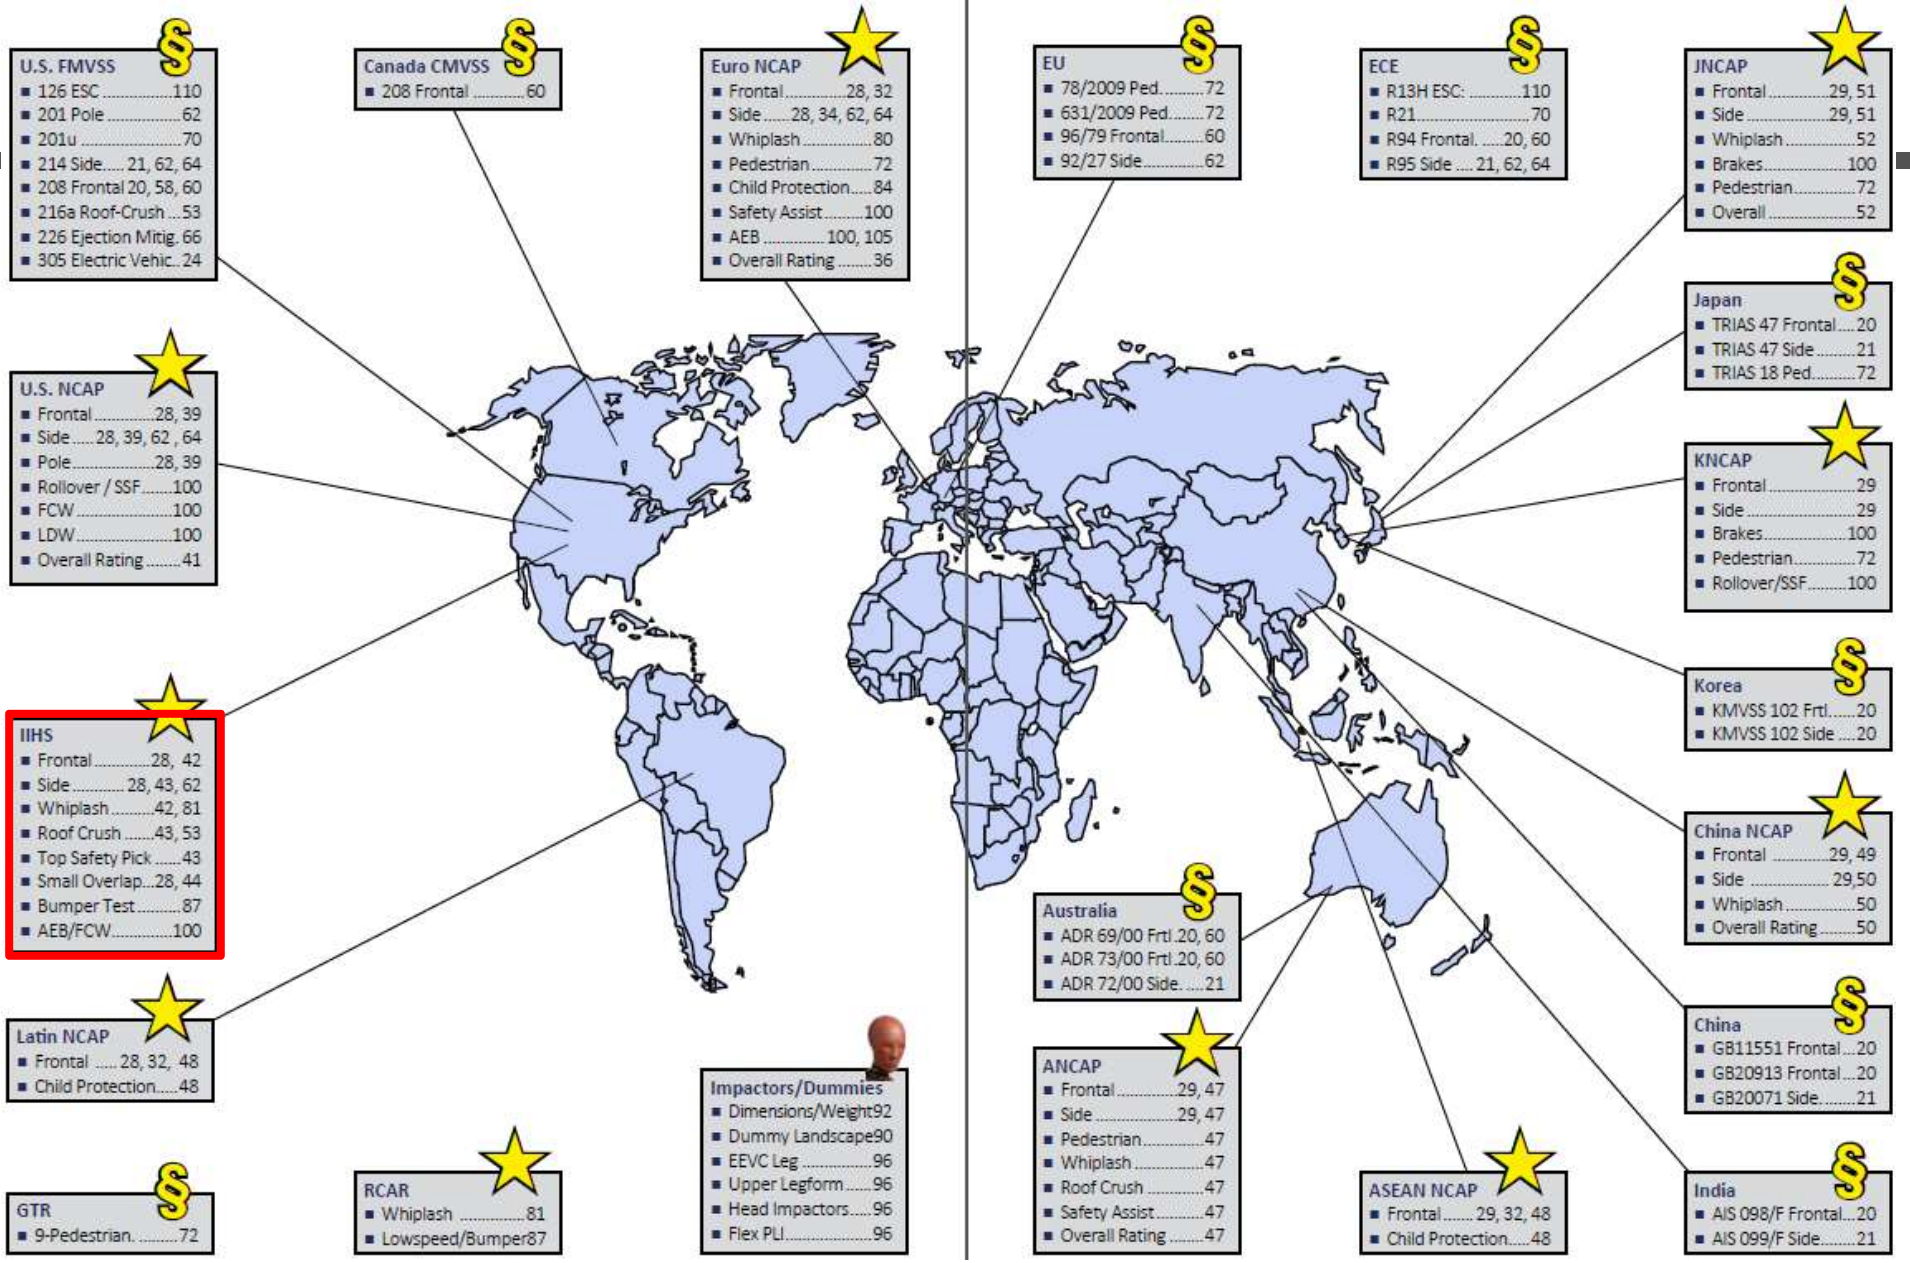 U.S. FMVSS
▪ 126 ESC ..............110
▪ 201 Pole ................62
▪ 201u .....................70
▪ 214 Side..... 21, 62, 64
▪ 208 Frontal 20, 58, 60
▪ 216a Roof-Crush ...53
▪ 226 Ejection Mitig. 66
▪ 305 Electric Vehic.. 24
Canada CMVSS
▪ 208 Frontal ..........60
Euro NCAP
▪ Frontal..............28, 32
▪ Side ..... 28, 34, 62, 64
▪ Whiplash ..............80
▪ Pedestrian ............72
▪ Child Protection.....84
▪ Safety Assist.........100
▪ AEB .............. 100, 105
▪ Overall Rating ........36
EU
▪ 78/2009 Ped.........72
▪ 631/2009 Ped.......72
▪ 96/79 Frontal........60
▪ 92/27 Side.............62
ECE
▪ R13H ESC: ............110
▪ R21.......................70
▪ R94 Frontal. .....20, 60
▪ R95 Side .... 21, 62, 64
JNCAP
▪ Frontal...............29, 51
▪ Side ...................29, 51
▪ Whiplash ..............52
▪ Brakes..................100
▪ Pedestrian.............72
▪ Overall ..................52
Japan
▪ TRIAS 47 Frontal....20
▪ TRIAS 47 Side ........21
▪ TRIAS 18 Ped..........72
U.S. NCAP
▪ Frontal ..............28, 39
▪ Side.....28, 39, 62 , 64
▪ Pole...................28, 39
▪ Rollover / SSF.......100
▪ FCW ....................100
▪ LDW....................100
▪ Overall Rating ........41
KNCAP
▪ Frontal ..................29
▪ Side ......................29
▪ Brakes..................100
▪ Pedestrian.............72
▪ Rollover/SSF.........100
Korea
▪ KMVSS 102 Frtl......20
▪ KMVSS 102 Side ....20
IIHS
▪ Frontal .............28, 42
▪ Side ............ 28, 43, 62
▪ Whiplash ..........42, 81
▪ Roof Crush .......43, 53
▪ Top Safety Pick ......43
▪ Small Overlap...28, 44
▪ Bumper Test..........87
▪ AEB/FCW.............100
China NCAP
▪ Frontal .............29, 49
▪ Side ..................29,50
▪ Whiplash ..............50
▪ Overall Rating ........50
Australia
▪ ADR 69/00 Frtl.20, 60
▪ ADR 73/00 Frtl.20, 60
▪ ADR 72/00 Side. ....21
Latin NCAP
▪ Frontal ..... 28, 32, 48
▪ Child Protection.....48
China
▪ GB11551 Frontal...20
▪ GB20913 Frontal...20
▪ GB20071 Side........21
Impactors/Dummies
▪ Dimensions/Weight92
▪ Dummy Landscape90
▪ EEVC Leg ...............96
▪ Upper Legform ......96
▪ Head Impactors.....96
▪ Flex PLI...................96
ANCAP
▪ Frontal.............29, 47
▪ Side .................29, 47
▪ Pedestrian.............47
▪ Whiplash ..............47
▪ Roof Crush ............47
▪ Safety Assist..........47
▪ Overall Rating ........47
GTR
▪ 9-Pedestrian. .........72
RCAR
▪ Whiplash ..............81
▪ Lowspeed/Bumper87
ASEAN NCAP
▪ Frontal ....... 29, 32, 48
▪ Child Protection.....48
India
▪ AIS 098/F Frontal...20
▪ AIS 099/F Side........21